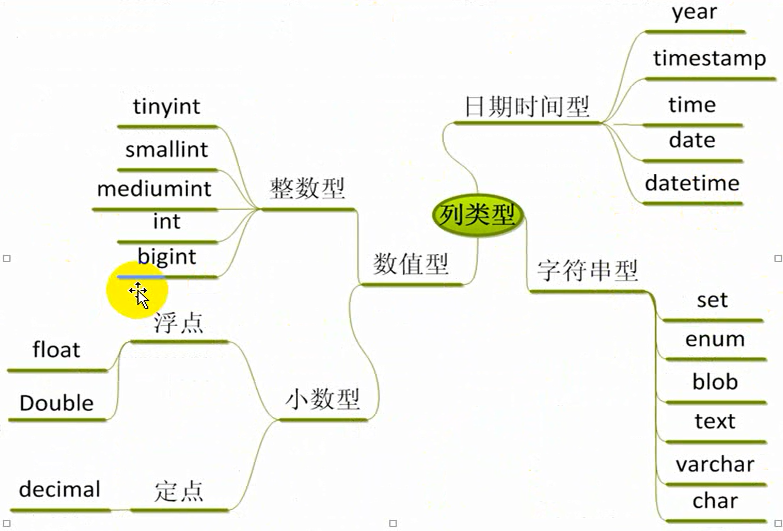 列类型
日期时间型
year
timestamp
time
date
datetime
数值型
整数型
tinyint
smallint
mediumint
int
bigint
小数型
浮点
float
Double
定点
decimal
字符串型
set
enum
blob
text
varchar
char